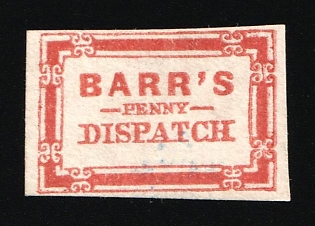 BARR'S
—PENNY—
DISPATCH